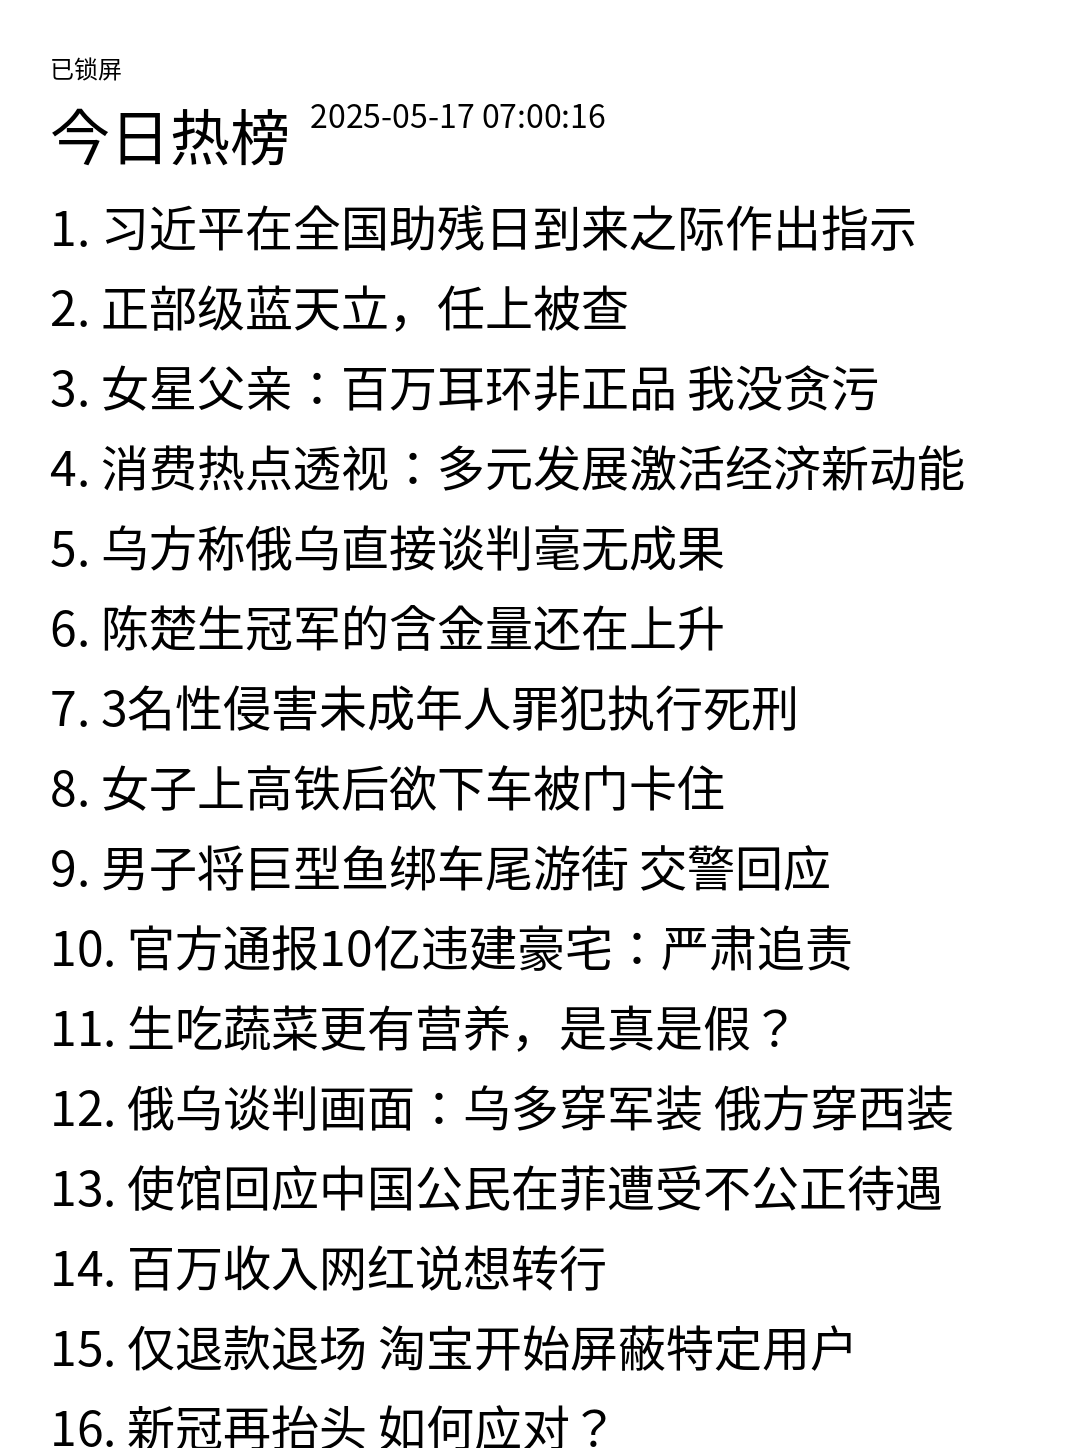 已锁屏
今日热榜 2025-05-17 07:00:16
1. 习近平在全国助残日到来之际作出指示
2. 正部级蓝天立，任上被查
3. 女星父亲：百万耳环非正品 我没贪污
4. 消费热点透视：多元发展激活经济新动能
5. 乌方称俄乌直接谈判毫无成果
6. 陈楚生冠军的含金量还在上升
7. 3名性侵害未成年人罪犯执行死刑
8. 女子上高铁后欲下车被门卡住
9. 男子将巨型鱼绑车尾游街 交警回应
10. 官方通报10亿违建豪宅：严肃追责
11. 生吃蔬菜更有营养，是真是假？
12. 俄乌谈判画面：乌多穿军装 俄方穿西装
13. 使馆回应中国公民在菲遭受不公正待遇
14. 百万收入网红说想转行
15. 仅退款退场 淘宝开始屏蔽特定用户
16. 新冠再抬头 如何应对？